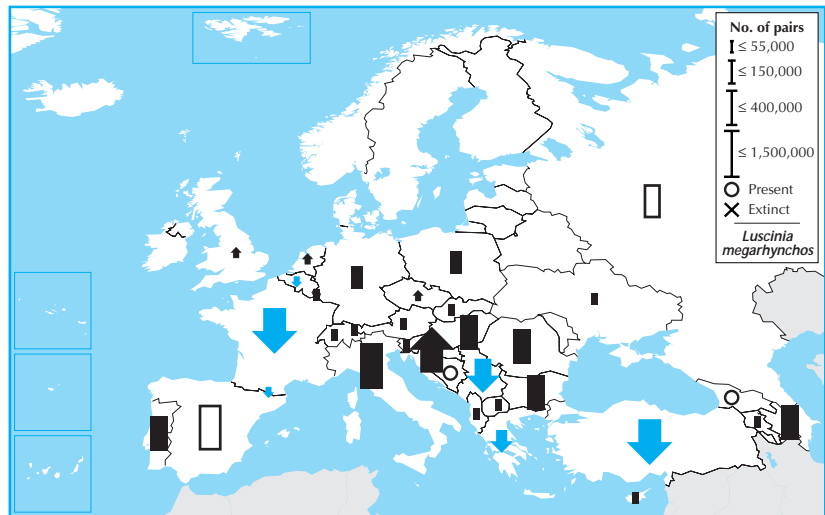 No. of pairs
≤ 55,000
≤ 150,000
≤ 400,000
≤ 1,500,000
Present
Extinct
Luscinia
megarhynchos